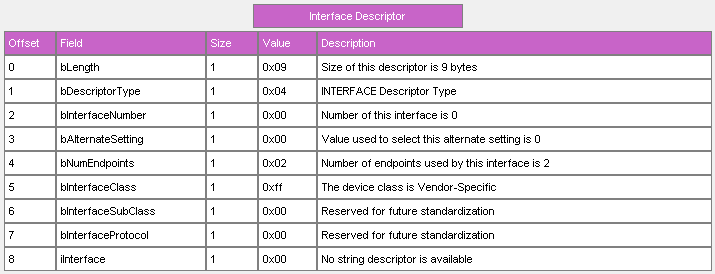 Interface Descriptor
Offset Field Size Value Description
0 bLength 1 0x09 Size of this descriptor is 9 bytes
1 bDescriptorType 1 0x04 INTERFACE Descriptor Type
2 bInterfaceNumber 1 0x00 Number of this interface is 0
3 bAlternateSetting 1 0x00 Value used to select this alternate setting is 0
4 bNumEndpoints 1 0x02 Number of endpoints used by this interface is 2
5 bInterfaceClass 1 0xff The device class is Vendor-Specific
6 bInterfaceSubClass 1 0x00 Reserved for future standardization
7 bInterfaceProtocol 1 0x00 Reserved for future standardization
8 iInterface 1 0x00 No string descriptor is available